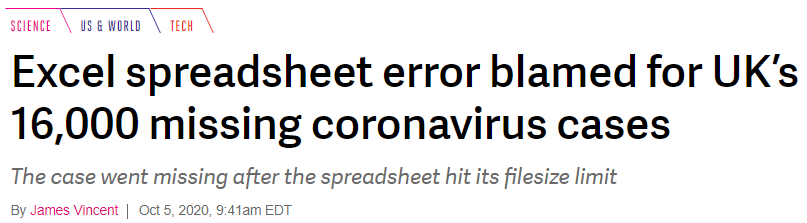 SCIENCE US & WORLD TECH
Excel spreadsheet error blamed for UK's
16,000 missing coronavirus cases
The case went missing after the spreadsheet hit its filesize limit
By James Vincent | Oct 5, 2020, 9:41am EDT